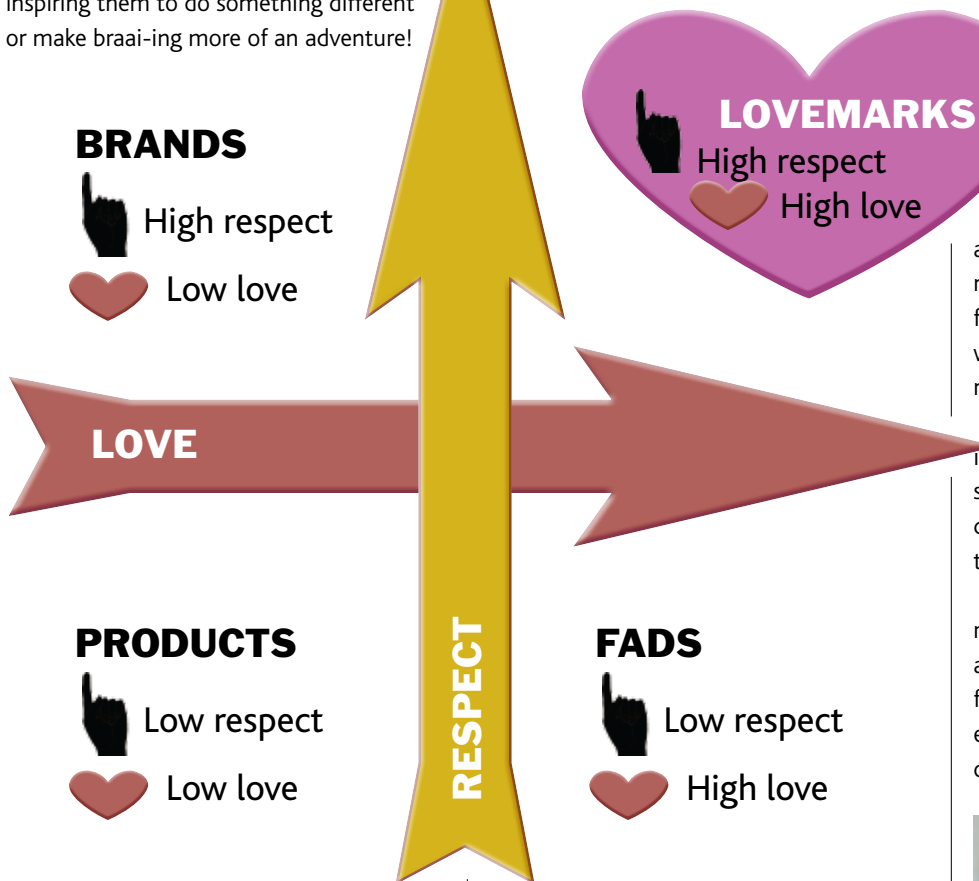 inspiring them to do something different
or make braai-ing more of an adventure!
BRANDS
High respect
Low love
LOVEMARKS
High respect
High love
LOVE
PRODUCTS
Low respect
Low love
RESPECT
FADS
Low respect
High love